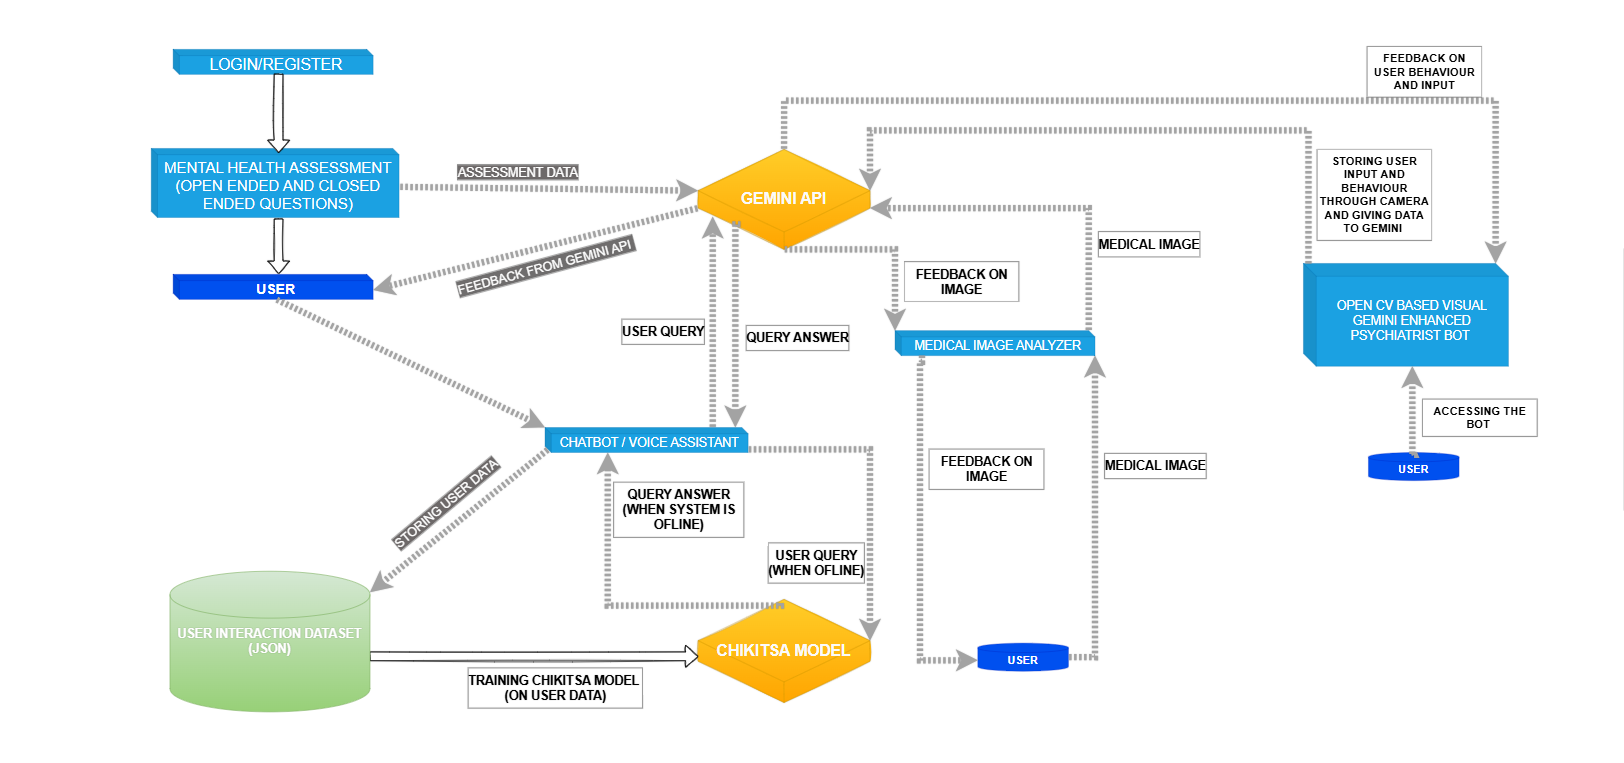 LOGIN/REGISTER
FEEDBACK ON
USER BEHAVIOUR
AND INPUT
MENTAL HEALTH ASSESSMENT
(OPEN ENDED AND CLOSED
ENDED QUESTIONS)
ASSESSMENT DATA
GEMINI API
STORING USER
INPUT AND
BEHAVIOUR
THROUGH CAMERA
AND GIVING DATA
TO GEMINI
MEDICAL IMAGE
FEEDBACK FROM GEMINI API
FEEDBACK ON
IMAGE
USER
USER QUERY
QUERY ANSWER
MEDICAL IMAGE ANALYZER
OPEN CV BASED VISUAL
GEMINI ENHANCED
PSYCHIATRIST BOT
ACCESSING THE
BOT
CHATBOT / VOICE ASSISTANT
FEEDBACK ON
IMAGE
MEDICAL IMAGE
USER
STORING USER DATA
QUERY ANSWER
(WHEN SYSTEM IS
OFLINE)
USER QUERY
(WHEN OFLINE)
USER INTERACTION DATASET
(JSON)
CHIKITSA MODEL
USER
TRAINING CHIKITSA MODEL
(ON USER DATA)